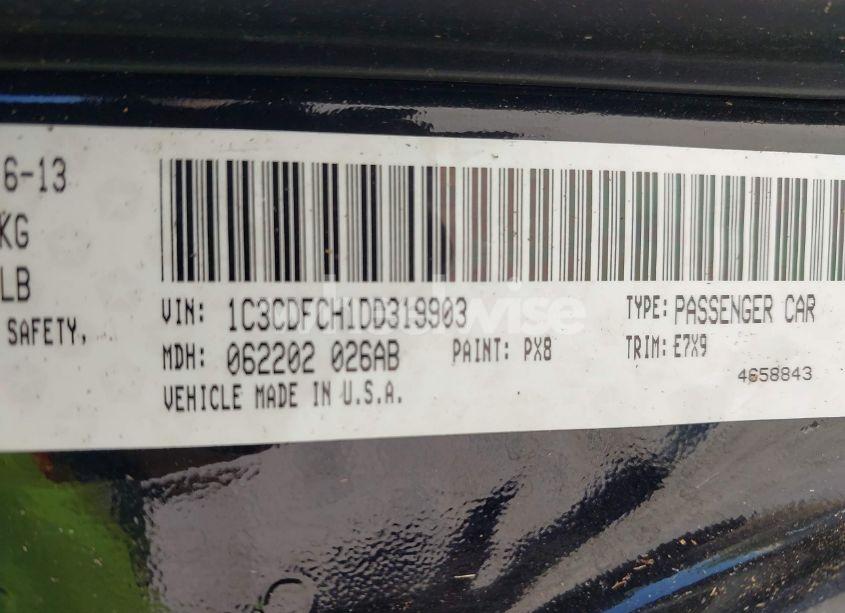 6-13
KG
LB
SAFETY,
VIN: 1C3CDFCH1DD319903 TYPE: PASSENGER CAR
MDH: 062202 026AB PAINT: PX8 TRIM: E7X9
VEHICLE MADE IN U.S.A. 4658843